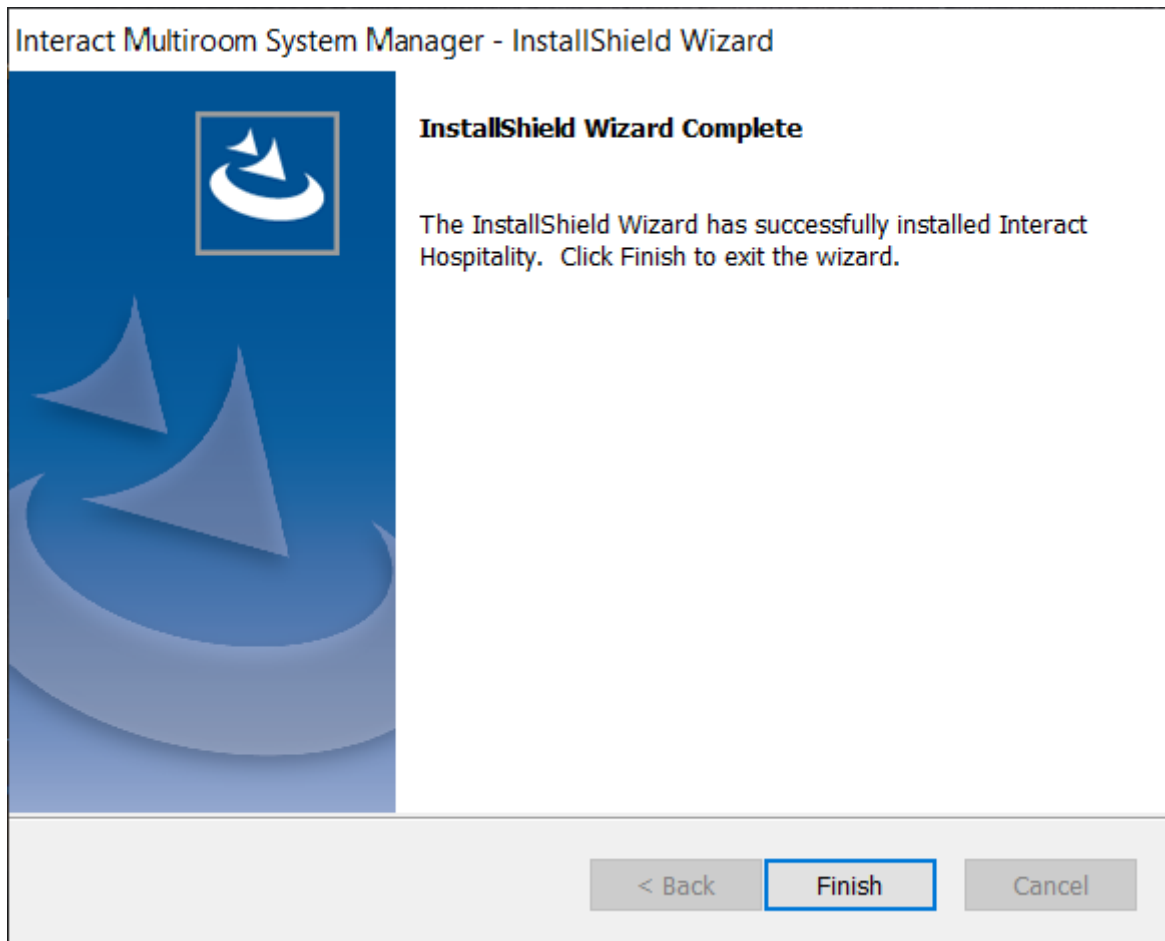 Interact Multiroom System Manager - InstallShield Wizard
InstallShield Wizard Complete
The InstallShield Wizard has successfully installed Interact
Hospitality.  Click Finish to exit the wizard.
< Back
Finish
Cancel